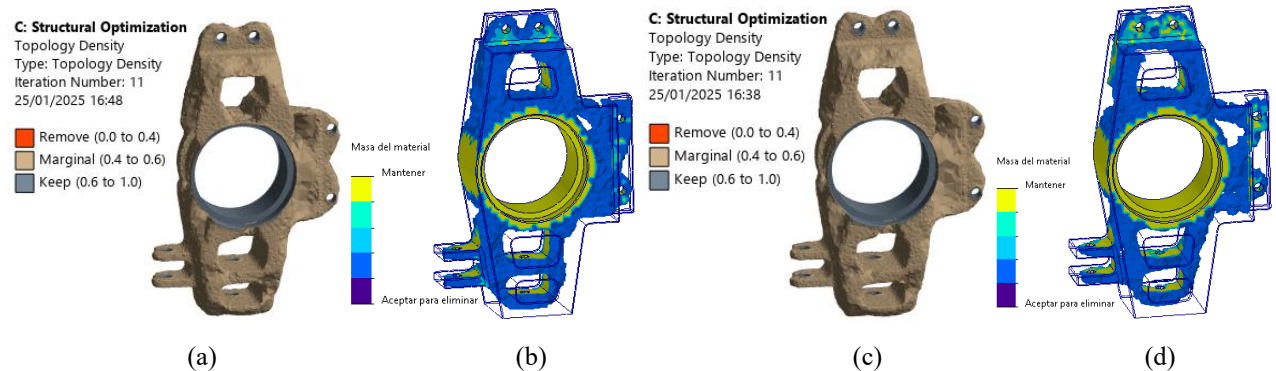 C: Structural Optimization
Topology Density
Type: Topology Density
Iteration Number: 11
25/01/2025 16:48
Remove (0.0 to 0.4)
Marginal (0.4 to 0.6)
Keep (0.6 to 1.0)
Masa del material
Mantener
Aceptar para eliminar
C: Structural Optimization
Topology Density
Type: Topology Density
Iteration Number: 11
25/01/2025 16:38
Remove (0.0 to 0.4)
Marginal (0.4 to 0.6)
Keep (0.6 to 1.0)
Masa del material
Mantener
Aceptar para eliminar
(a)
(b)
(c)
(d)